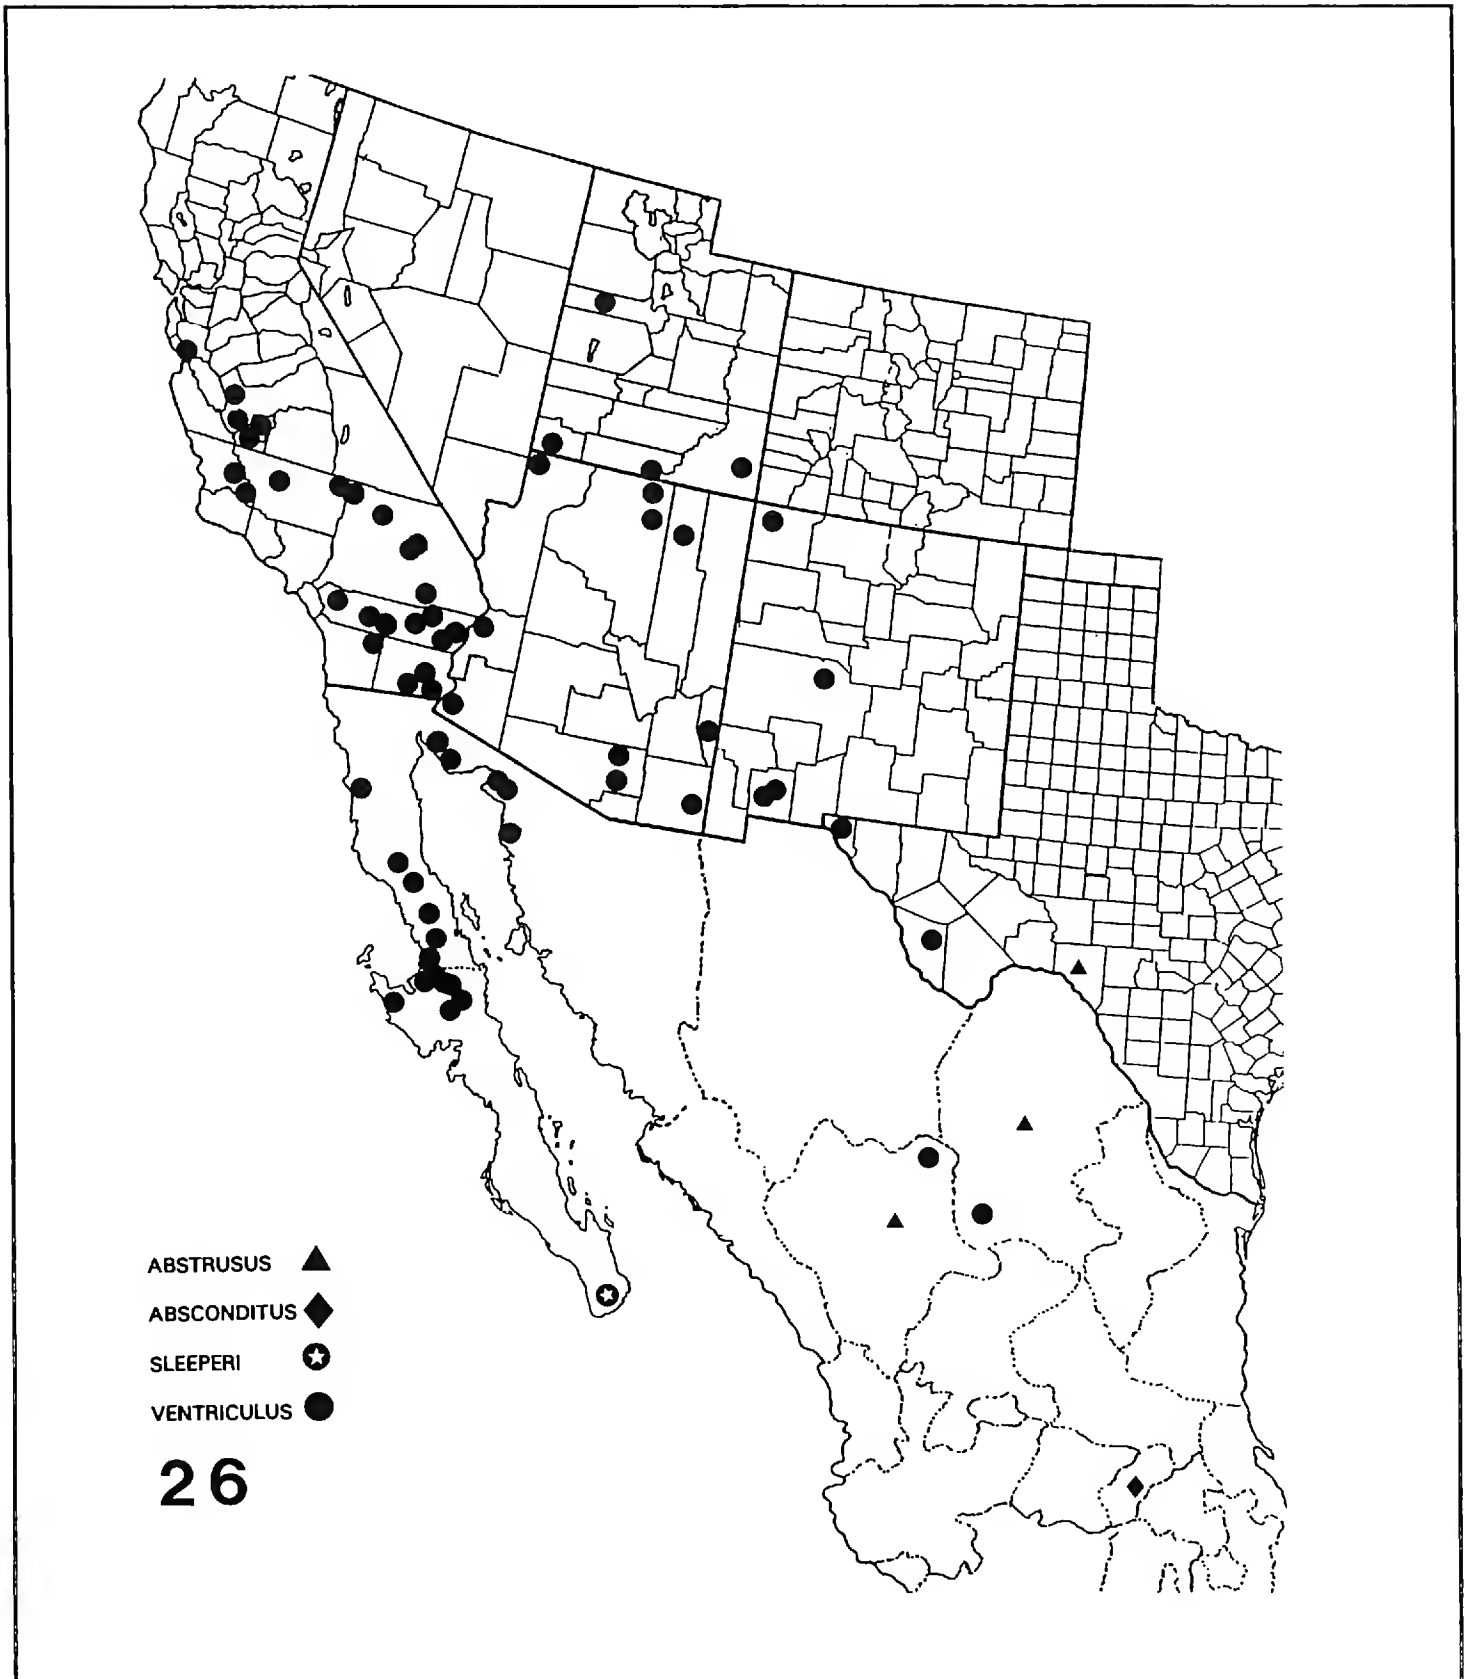 ABSTRUSUS
ABSCONDITUS
SLEEPERI
VENTRICULUS
26